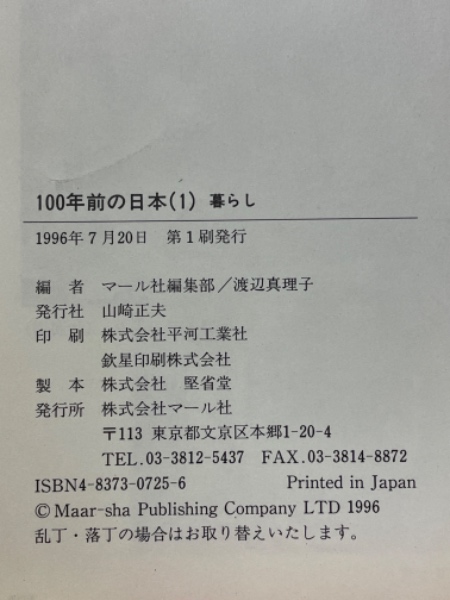 100年前の日本(1) 暮らし
1996年7月20日 第1刷発行
編 者 マール社編集部/渡辺真理子
発行社 山崎正夫
印 刷 株式会社平河工業社
欽星印刷株式会社
製 本 株式会社 堅省堂
発行所 株式会社マール社
〒113 東京都文京区本郷1-20-4
TEL.03-3812-5437 FAX.03-3814-8872
ISBN4-8373-0725-6 Printed in Japan
© Maar-sha Publishing Company LTD 1996
乱丁・落丁の場合はお取り替えいたします。